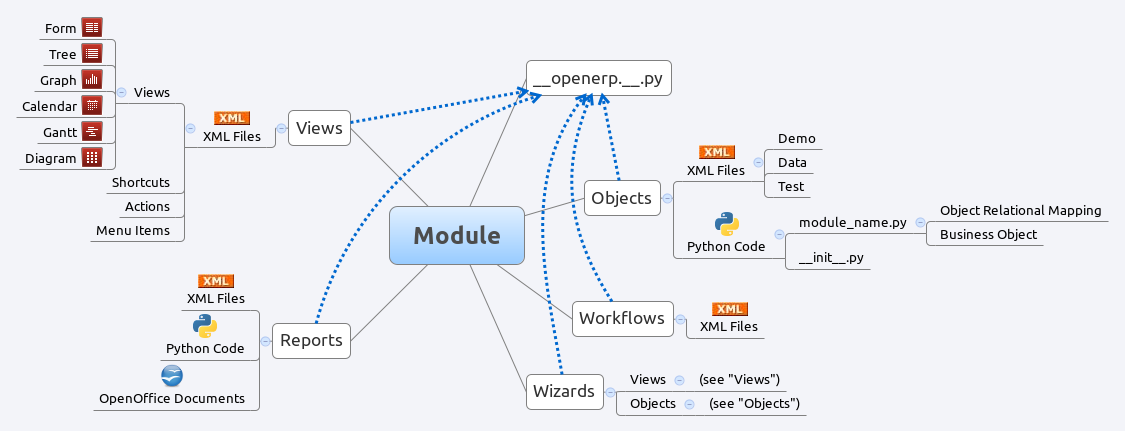 Form
Tree
Graph
Calendar
Gantt
Diagram
Views
Shortcuts
Actions
Menu Items
XML
XML Files
Views
__openerp.__.py
Module
Objects
XML
XML Files
Demo
Data
Test
Python Code
module_name.py
Object Relational Mapping
Business Object
__init__.py
XML
XML Files
Python Code
OpenOffice Documents
Reports
Workflows
XML
XML Files
Wizards
Views
(see "Views")
Objects
(see "Objects")